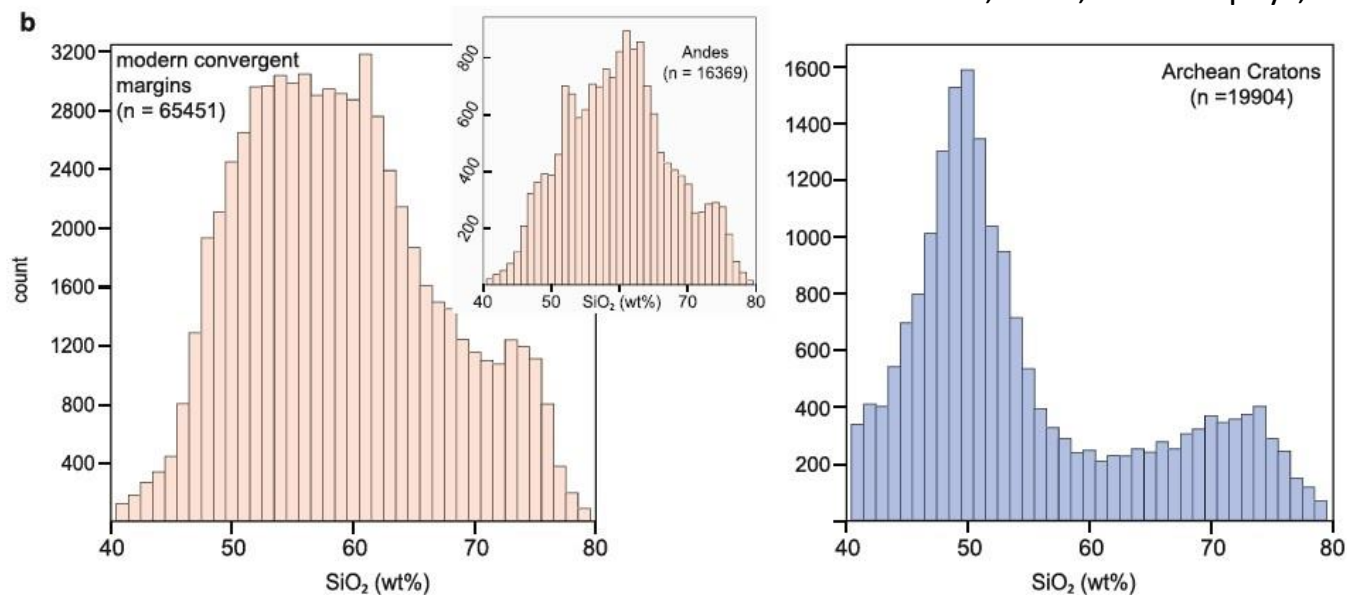 b
modern convergent
margins
(n = 65451)
3200
2800
2400
2000
1600
1200
800
400
count
40 50 60 70 80
SiO₂ (wt%)
Andes
(n = 16369)
800
600
400
200
40 50 70 80
SiO₂ (wt%)
Archean Cratons
(n =19904)
1600
1400
1200
1000
800
600
400
200
40 50 60 70 80
SiO₂ (wt%)